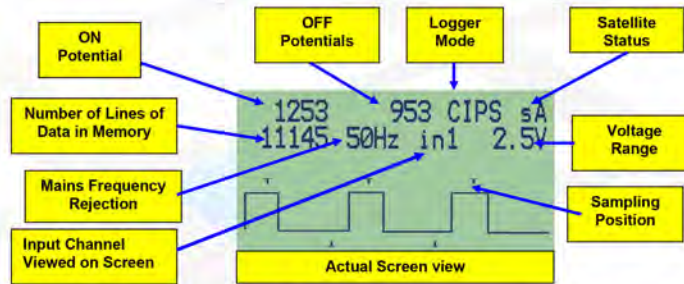 ON
Potential
OFF
Potentials
Logger
Mode
Satellite
Status
Number of Lines of
Data in Memory
1253 953 CIPS sA
11145 50Hz in1 2.5V
Voltage
Range
Mains Frequency
Rejection
Sampling
Position
Input Channel
Viewed on Screen
Actual Screen view